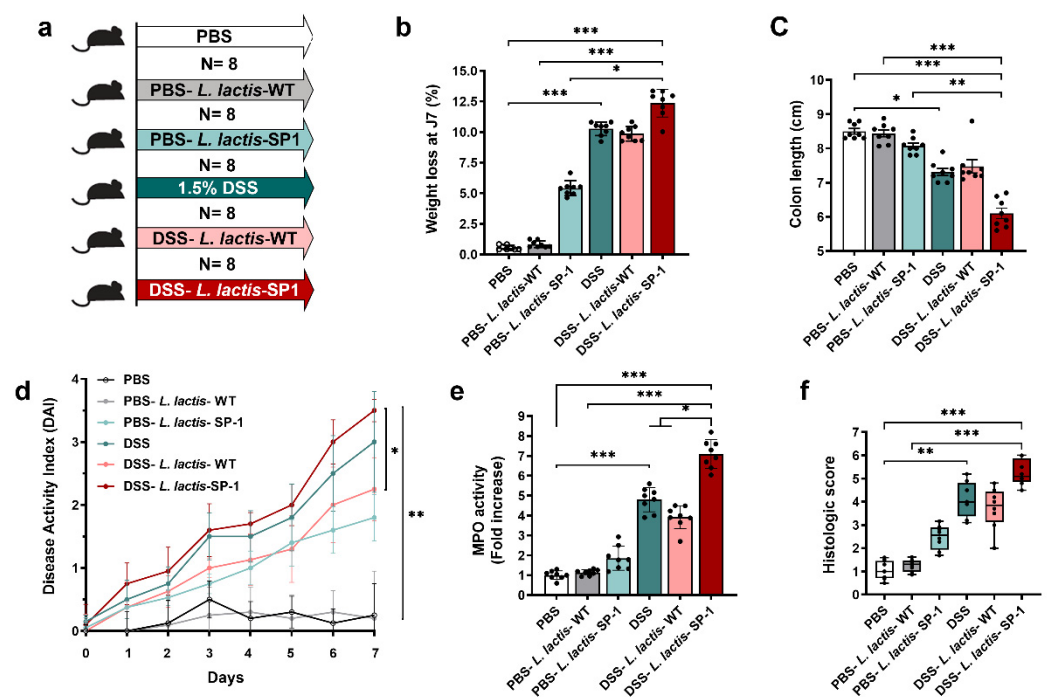 a
PBS
N= 8
PBS- L. lactis-WT
N= 8
PBS- L. lactis-SP1
N= 8
1.5% DSS
N= 8
DSS- L. lactis-WT
N= 8
DSS- L. lactis-SP1
b
***
***
*
***
Weight loss at J7 (%)
12.5
10.0
7.5
5.0
2.5
0.0
PBS
PBS- L. lactis-WT
PBS- L. lactis- SP-1
DSS
DSS- L. lactis-WT
DSS- L. lactis- SP-1
C
***
***
**
*
Colon length (cm)
10
9
8
7
6
5
PBS
PBS- L. lactis- WT
PBS- L. lactis- SP-1
DSS
DSS- L. lactis- WT
DSS- L. lactis- SP-1
d
PBS
PBS- L. lactis- WT
PBS- L. lactis- SP-1
DSS
DSS- L. lactis- WT
DSS- L. lactis-SP-1
Disease Activity Index (DAI)
4
3
2
1
0
0 1 2 3 4 5 6 7
Days
*
**
e
***
***
*
***
MPO activity
(Fold increase)
10
9
8
7
6
5
4
3
2
1
0
PBS
PBS- L. lactis- WT
PBS- L. lactis- SP-1
DSS
DSS- L. lactis- WT
DSS- L. lactis- SP-1
f
***
***
**
Histologic score
7
6
5
4
3
2
1
0
PBS
PBS- L. lactis- WT
PBS- L. lactis- SP-1
DSS
DSS- L. lactis- WT
DSS- L. lactis- SP-1